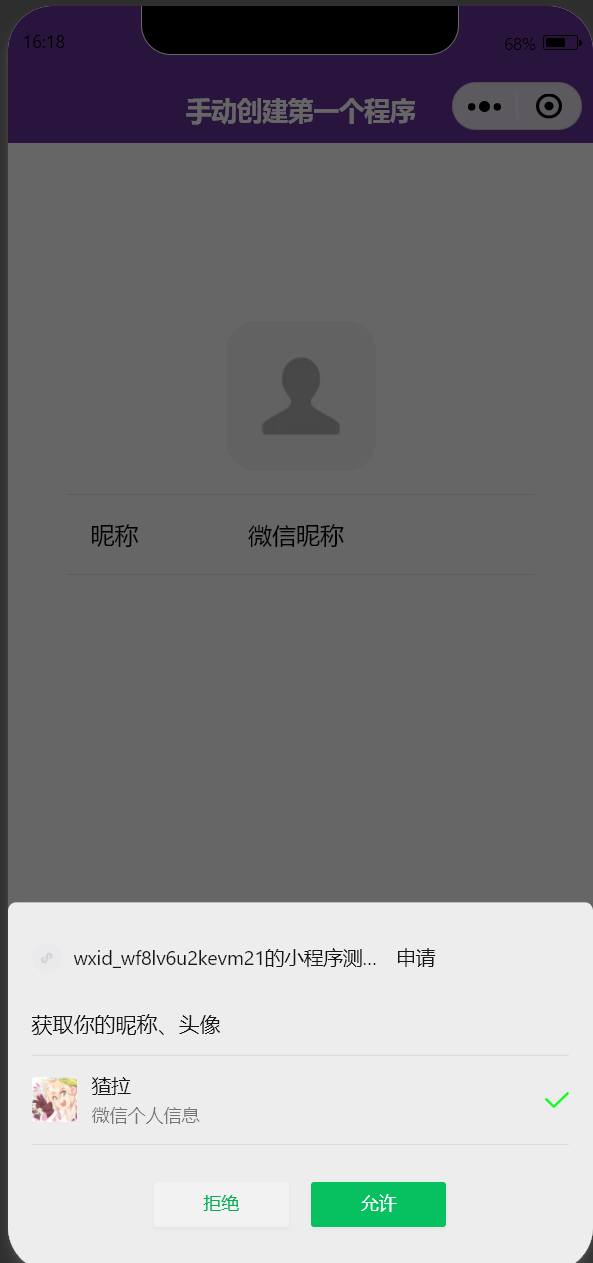 16:18
68%
手动创建第一个程序
昵称 微信昵称
wxid_wf8lv6u2kevm21的小程序测... 申请
获取你的昵称、头像
猹拉
微信个人信息
拒绝 允许